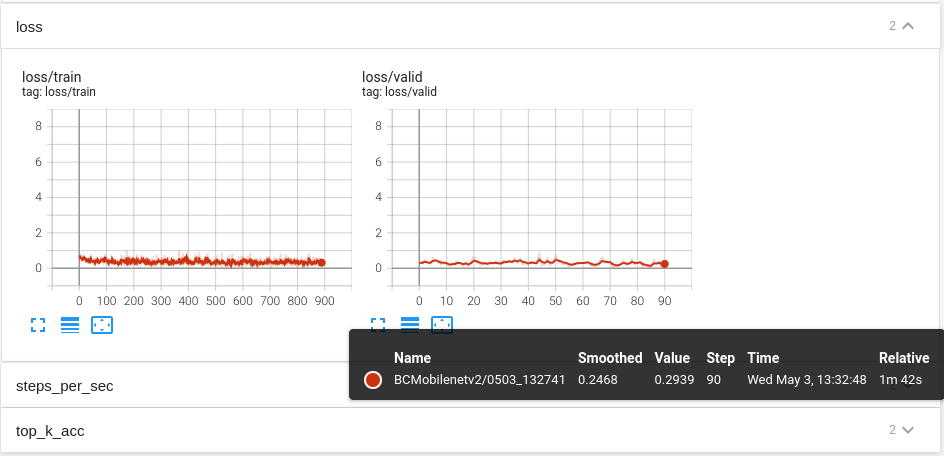 loss
2
loss/train
tag: loss/train
8
6
4
2
0
0 100 200 300 400 500 600 700 800 900
loss/valid
tag: loss/valid
8
6
4
2
0
0 10 20 30 40 50 60 70 80 90
Name Smoothed Value Step Time Relative
BCMobilenetv2/0503_132741 0.2468 0.2939 90 Wed May 3, 13:32:48 1m 42s
steps_per_sec
top_k_acc
2